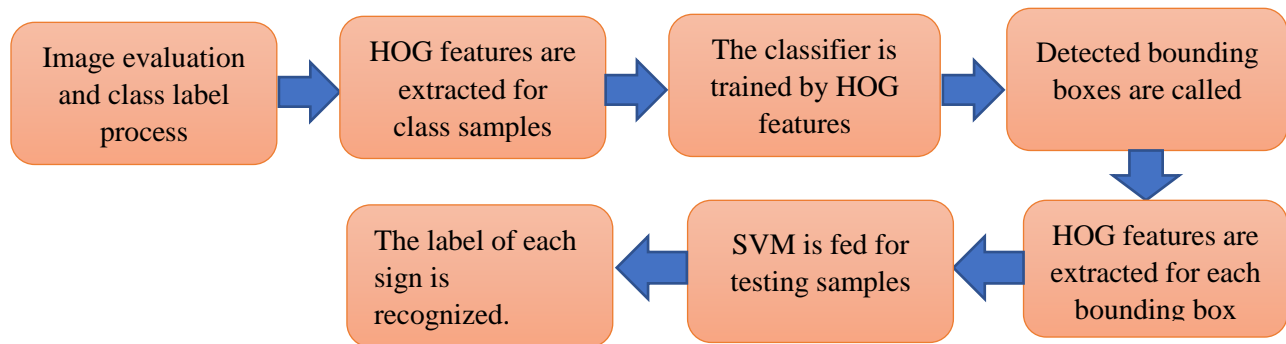 Image evaluation
and class label
process
HOG features are
extracted for
class samples
The classifier is
trained by HOG
features
Detected bounding
boxes are called
HOG features are
extracted for each
bounding box
SVM is fed for
testing samples
The label of each
sign is
recognized.